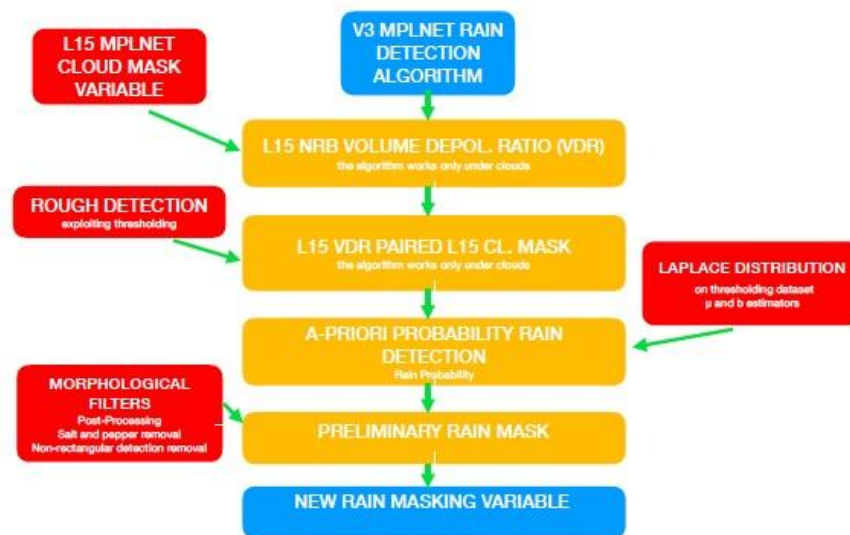 L15 MPLNET
CLOUD MASK
VARIABLE
V3 MPLNET RAIN
DETECTION
ALGORITHM
L15 NRB VOLUME DEPOL. RATIO (VDR)
the algorithm works only under clouds
ROUGH DETECTION
exploiting thresholding
L15 VDR PAIRED L15 CL. MASK
the algorithm works only under clouds
LAPLACE DISTRIBUTION
on thresholding dataset
µ and b estimators
A-PRIORI PROBABILITY RAIN
DETECTION
Rain Probability
MORPHOLOGICAL
FILTERS
Post-Processing
Salt and pepper removal
Non-rectangular detection removal
PRELIMINARY RAIN MASK
NEW RAIN MASKING VARIABLE